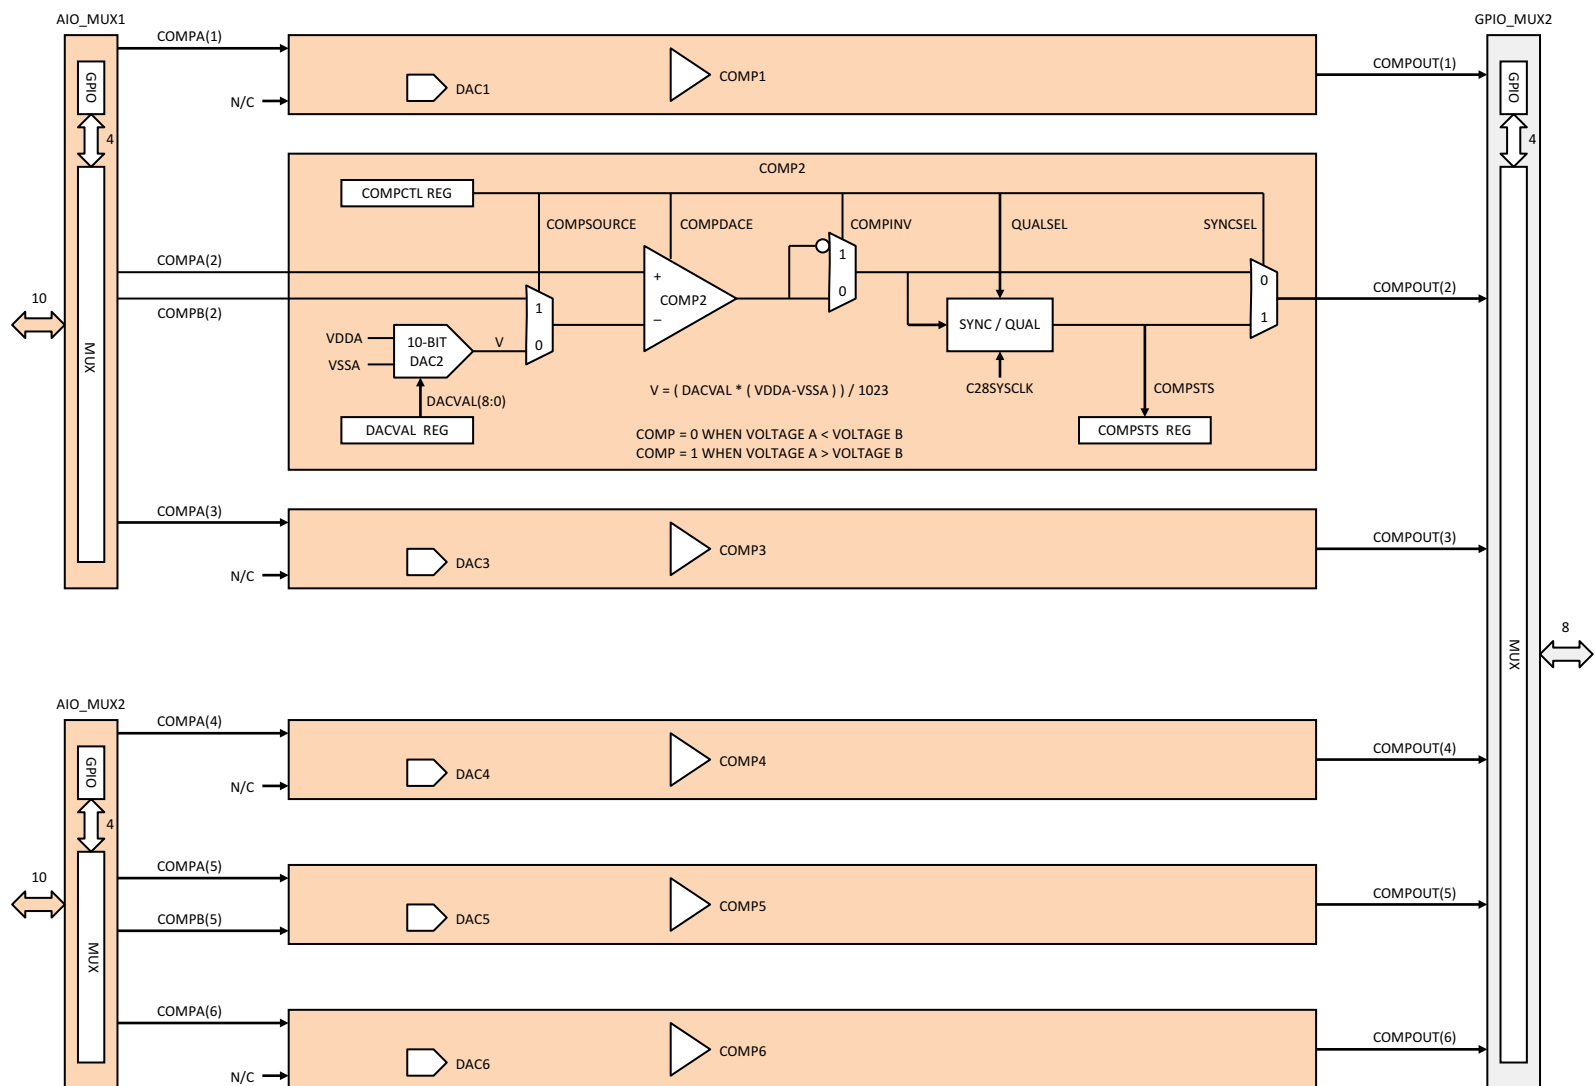 AIO_MUX1
GPIO_MUX2
COMPA(1)
COMPOUT(1)
GPIO
DAC1
COMP1
N/C
GPIO
4
4
COMP2
COMPCTL REG
COMPSOURCE
COMPDACE
COMPINV
QUALSEL
SYNCSEL
COMPA(2)
+
1
0
10
COMPB(2)
1
COMP2
0
COMPOUT(2)
VDDA
10-BIT
V
–
SYNC / QUAL
1
VSSA
DAC2
0
MUX
DACVAL(8:0)
V = ( DACVAL * ( VDDA-VSSA ) ) / 1023
C28SYSCLK
COMPSTS
DACVAL REG
COMP = 0 WHEN VOLTAGE A < VOLTAGE B
COMP = 1 WHEN VOLTAGE A > VOLTAGE B
COMPSTS REG
COMPA(3)
COMPOUT(3)
DAC3
COMP3
N/C
8
MUX
AIO_MUX2
COMPA(4)
COMPOUT(4)
GPIO
DAC4
COMP4
N/C
4
COMPA(5)
10
COMPOUT(5)
COMPB(5)
DAC5
COMP5
MUX
COMPA(6)
COMPOUT(6)
DAC6
COMP6
N/C